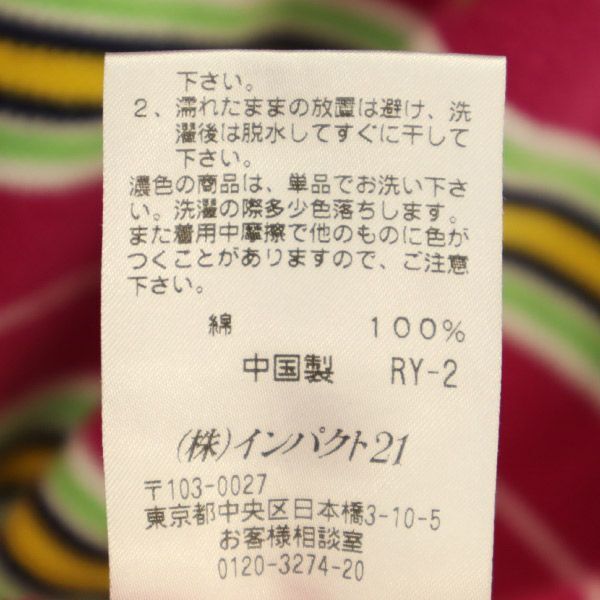 下さい。
2、濡れたままの放置は避け、洗
濯後は脱水してすぐに干して
下さい。
濃色の商品は、単品でお洗い下さ
い。洗濯の際多少色落ちします。
また着用中摩擦で他のものに色が
つくことがありますので、ご注意
下さい。
綿 100%
中国製 RY-2
(株)インパクト21
〒103-0027
東京都中央区日本橋3-10-5
お客様相談室
0120-3274-20